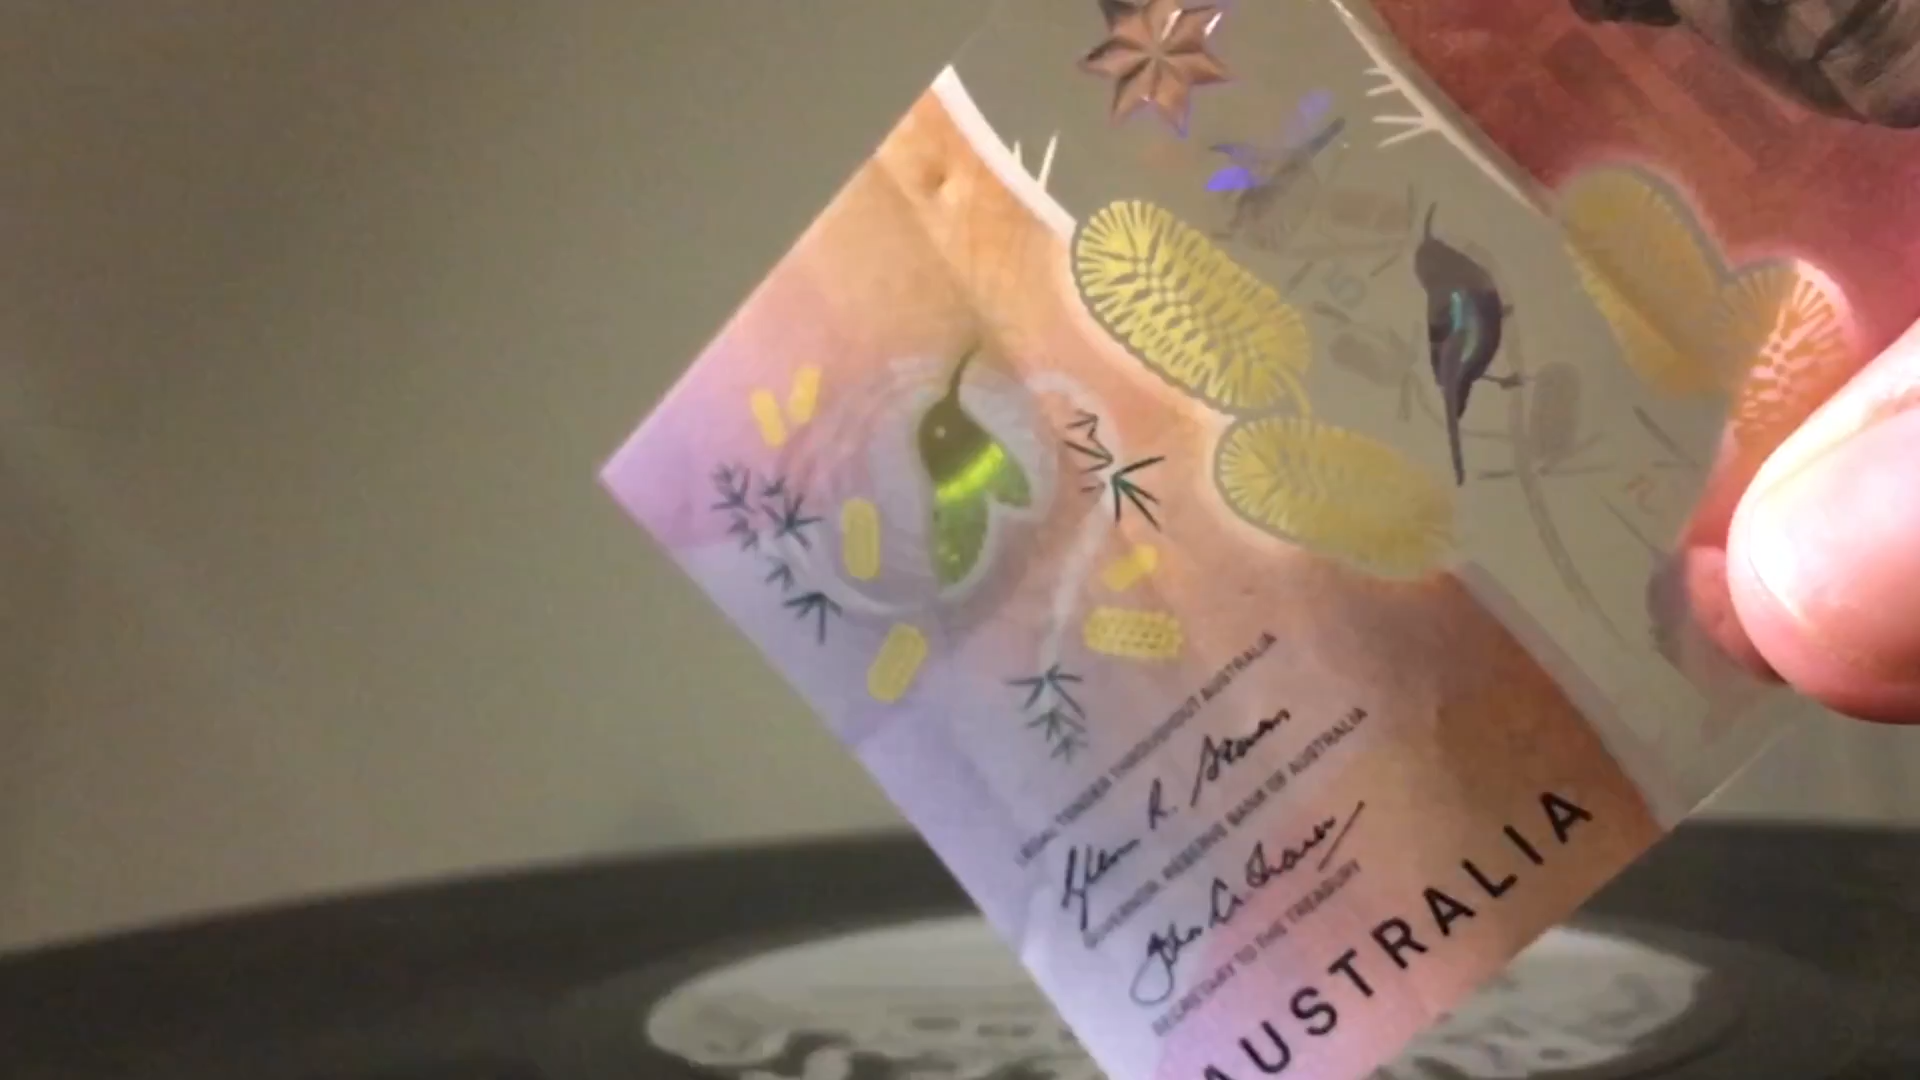 LEGAL TENDER THROUGHOUT AUSTRALIA
GOVERNOR, RESERVE BANK OF AUSTRALIA
SECRETARY TO THE TREASURY
AUSTRALIA